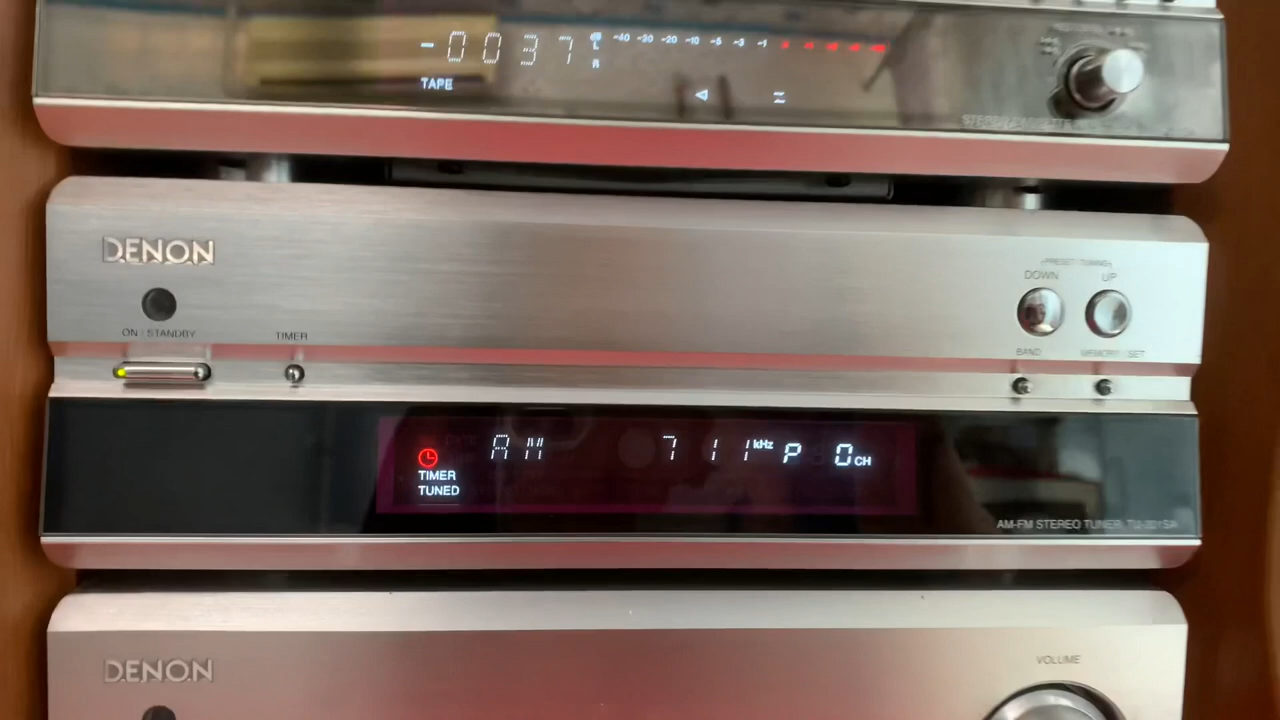 -0037 dB L R -40 -30 -20 -10 -5 -3 -1
TAPE
DENON
PRESET TUNING
DOWN UP
ON / STANDBY TIMER
BAND MEMORY / SET
AM 711 kHz P 0 CH
TIMER
TUNED
AM-FM STEREO TUNER
DENON
VOLUME